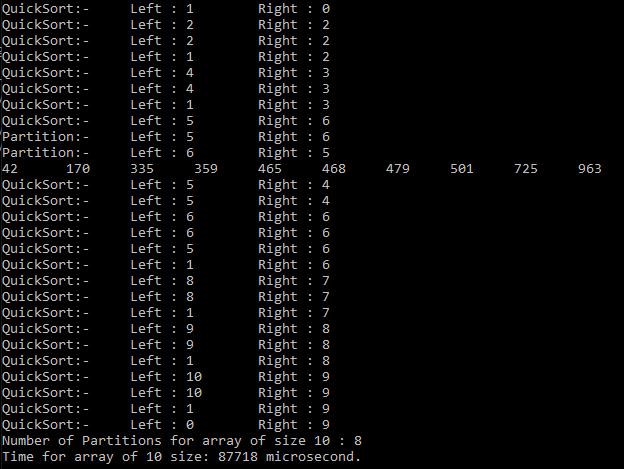 QuickSort:- Left : 1 Right : 0
QuickSort:- Left : 2 Right : 2
QuickSort:- Left : 2 Right : 2
QuickSort:- Left : 1 Right : 2
QuickSort:- Left : 4 Right : 3
QuickSort:- Left : 4 Right : 3
QuickSort:- Left : 1 Right : 3
QuickSort:- Left : 5 Right : 6
Partition:- Left : 5 Right : 6
Partition:- Left : 6 Right : 5
42 170 335 359 465 468 479 501 725 963
QuickSort:- Left : 5 Right : 4
QuickSort:- Left : 5 Right : 4
QuickSort:- Left : 6 Right : 6
QuickSort:- Left : 6 Right : 6
QuickSort:- Left : 5 Right : 6
QuickSort:- Left : 1 Right : 6
QuickSort:- Left : 8 Right : 7
QuickSort:- Left : 8 Right : 7
QuickSort:- Left : 1 Right : 7
QuickSort:- Left : 9 Right : 8
QuickSort:- Left : 9 Right : 8
QuickSort:- Left : 1 Right : 8
QuickSort:- Left : 10 Right : 9
QuickSort:- Left : 10 Right : 9
QuickSort:- Left : 1 Right : 9
QuickSort:- Left : 0 Right : 9
Number of Partitions for array of size 10 : 8
Time for array of 10 size: 87718 microsecond.